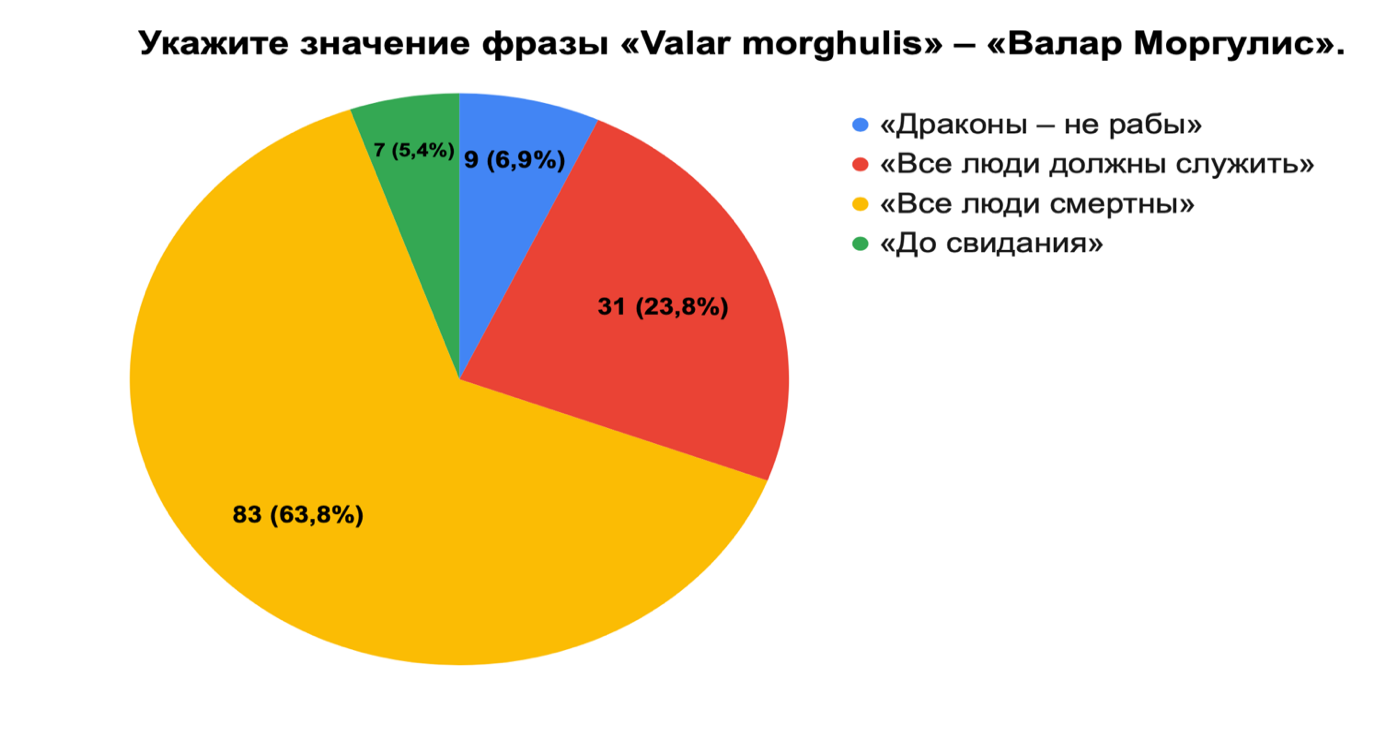 Укажите значение фразы «Valar morghulis» – «Валар Моргулис».
7 (5,4%)
9 (6,9%)
31 (23,8%)
83 (63,8%)
«Драконы – не рабы»
«Все люди должны служить»
«Все люди смертны»
«До свидания»